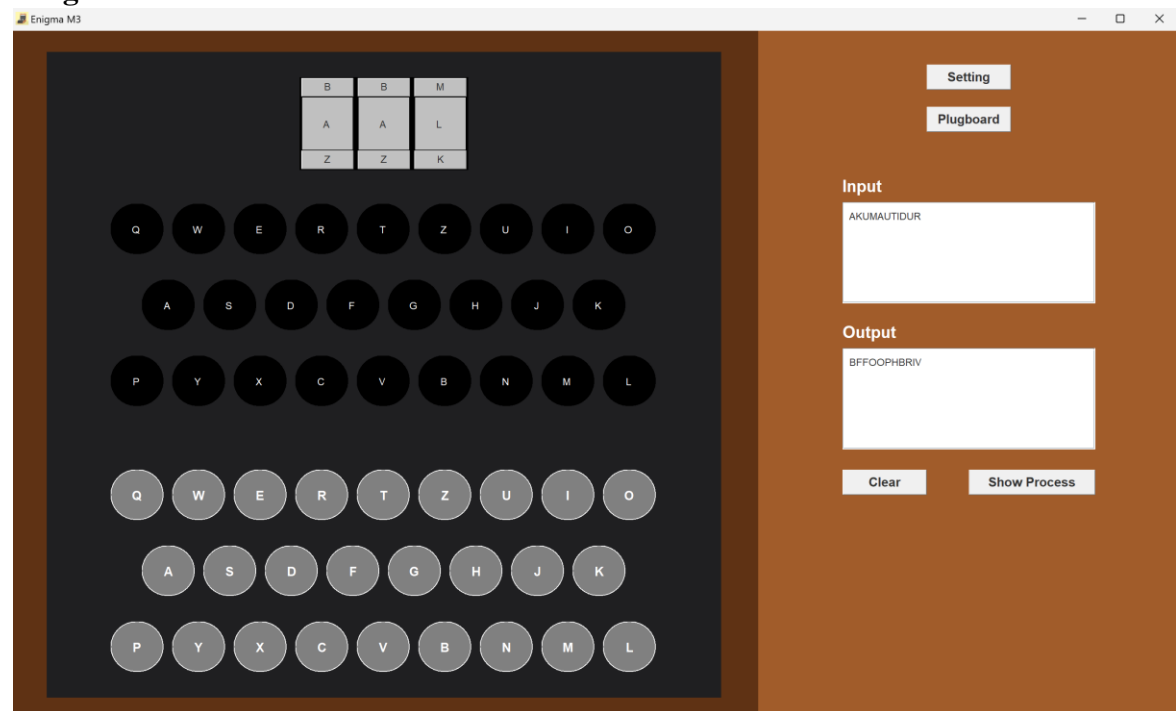 Enigma M3
B B M
A A L
Z Z K
Q W E R T Z U I O
A S D F G H J K
P Y X C V B N M L
Q W E R T Z U I O
A S D F G H J K
P Y X C V B N M L
Setting
Plugboard
Input
AKUMAUTIDUR
Output
BFFOOPHBRIV
Clear Show Process